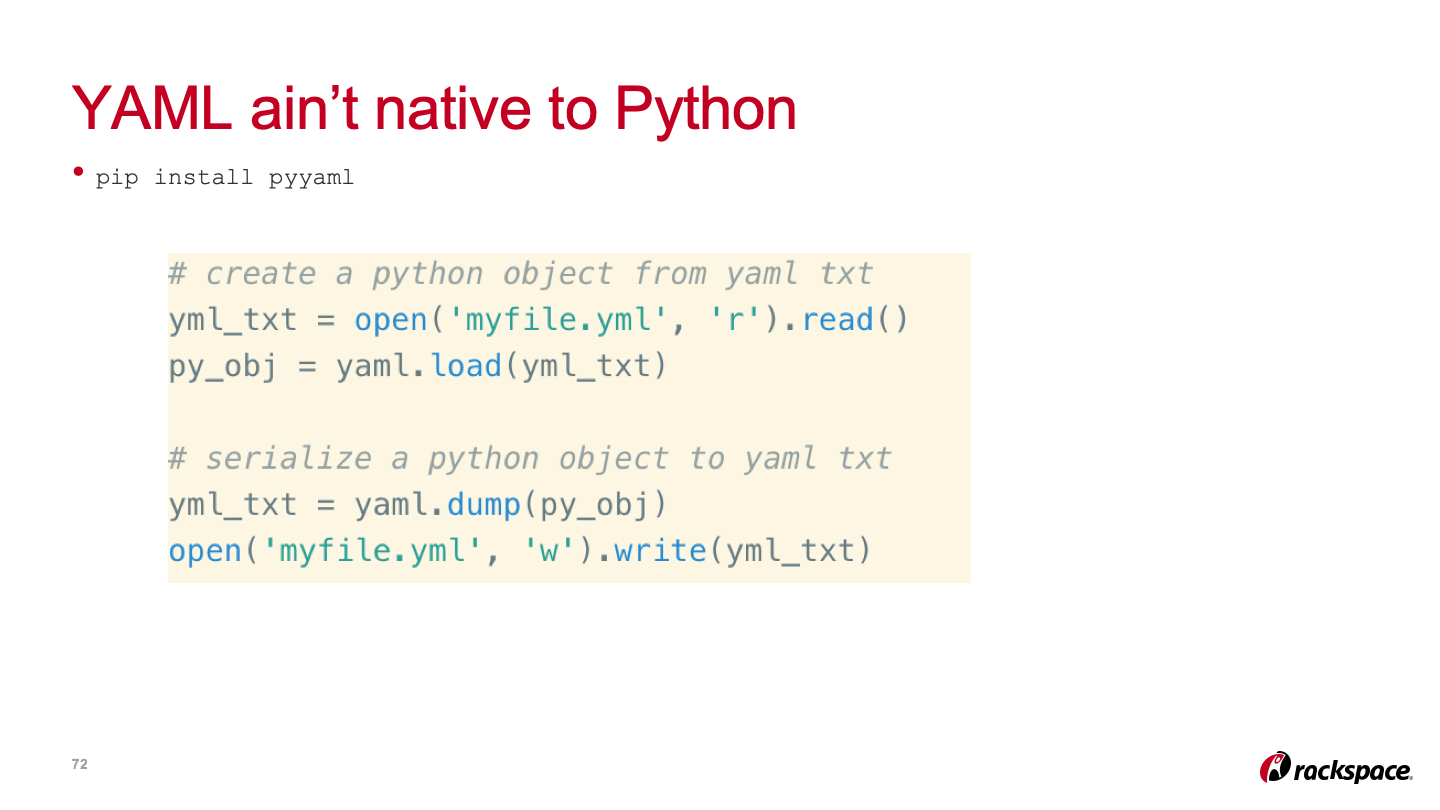 YAML ain’t native to Python
• pip install pyyaml
# create a python object from yaml txt
yml_txt = open('myfile.yml', 'r').read()
py_obj = yaml.load(yml_txt)
# serialize a python object to yaml txt
yml_txt = yaml.dump(py_obj)
open('myfile.yml', 'w').write(yml_txt)
72
rackspace.